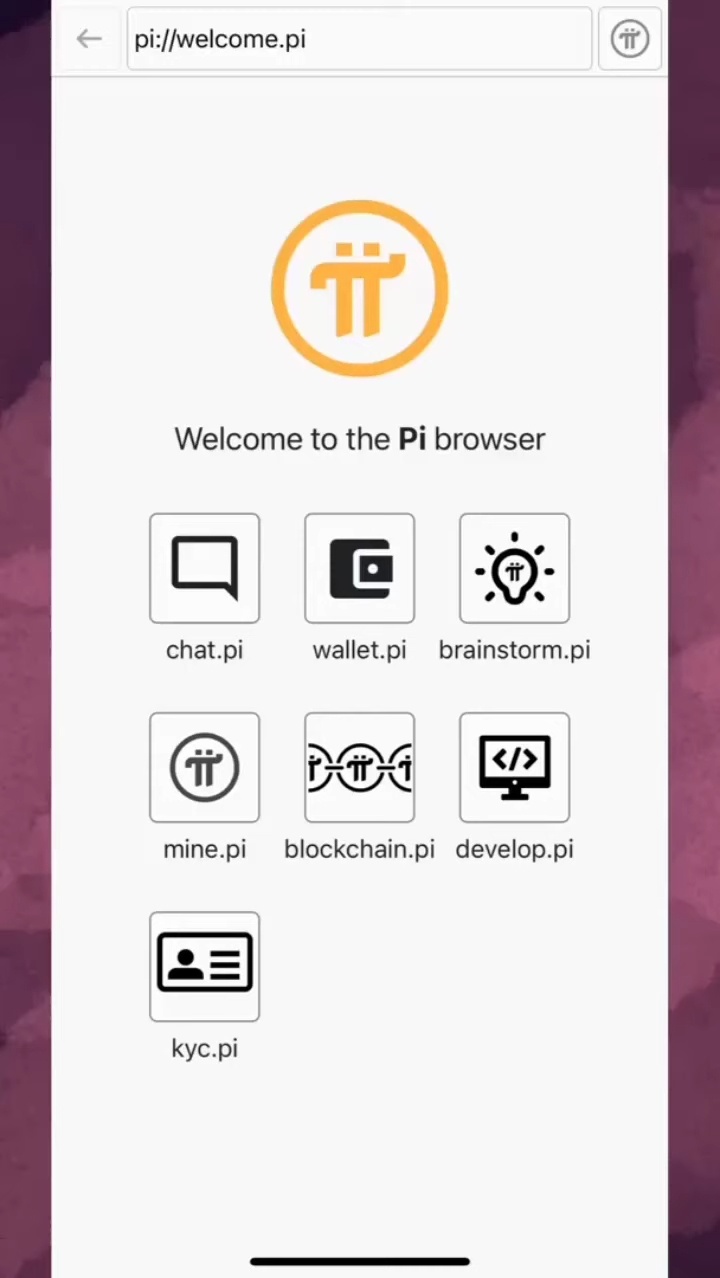 pi://welcome.pi
Welcome to the Pi browser
chat.pi
wallet.pi
brainstorm.pi
mine.pi
blockchain.pi
develop.pi
kyc.pi